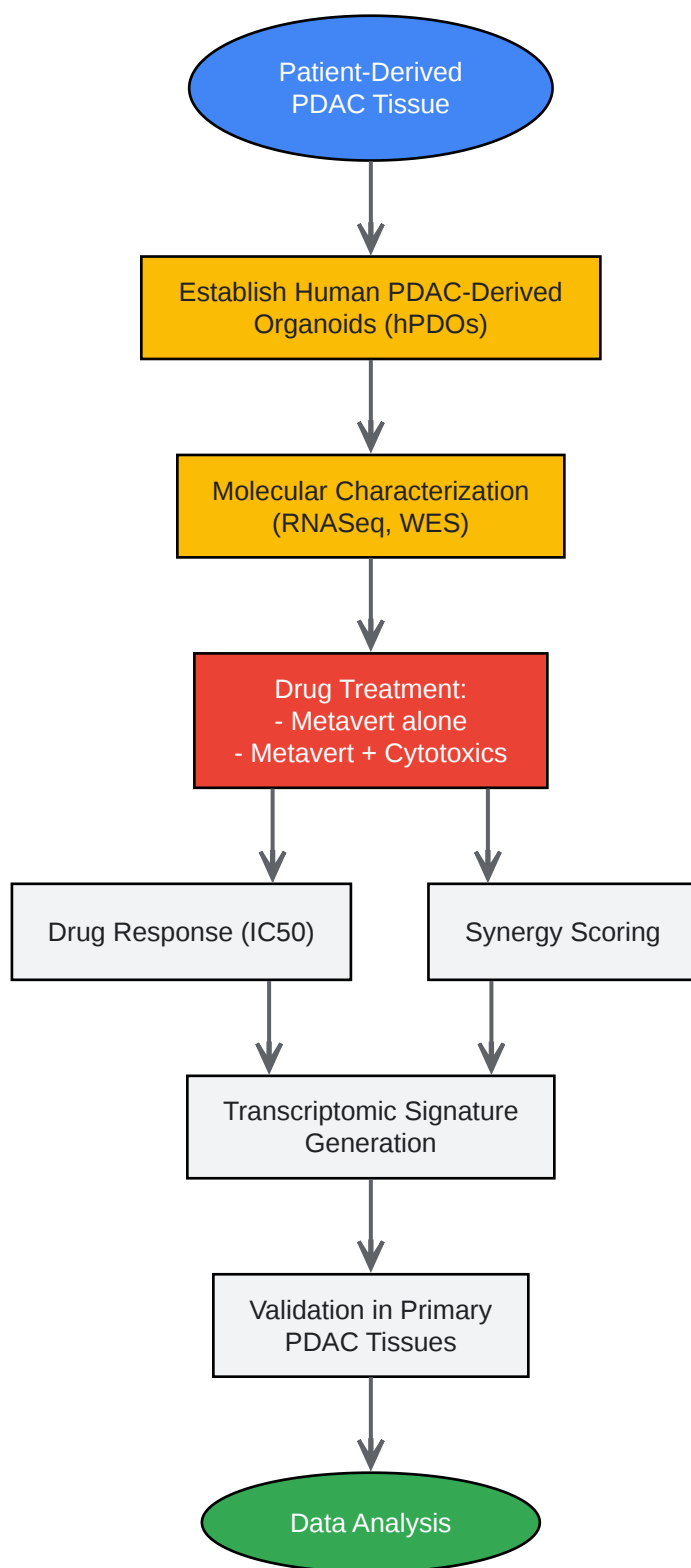 Patient-Derived
PDAC Tissue
Establish Human PDAC-Derived
Organoids (hPDOs)
Molecular Characterization
(RNASeq, WES)
Drug Treatment:
- Metavert alone
- Metavert + Cytotoxics
Drug Response (IC50)
Synergy Scoring
Transcriptomic Signature
Generation
Validation in Primary
PDAC Tissues
Data Analysis